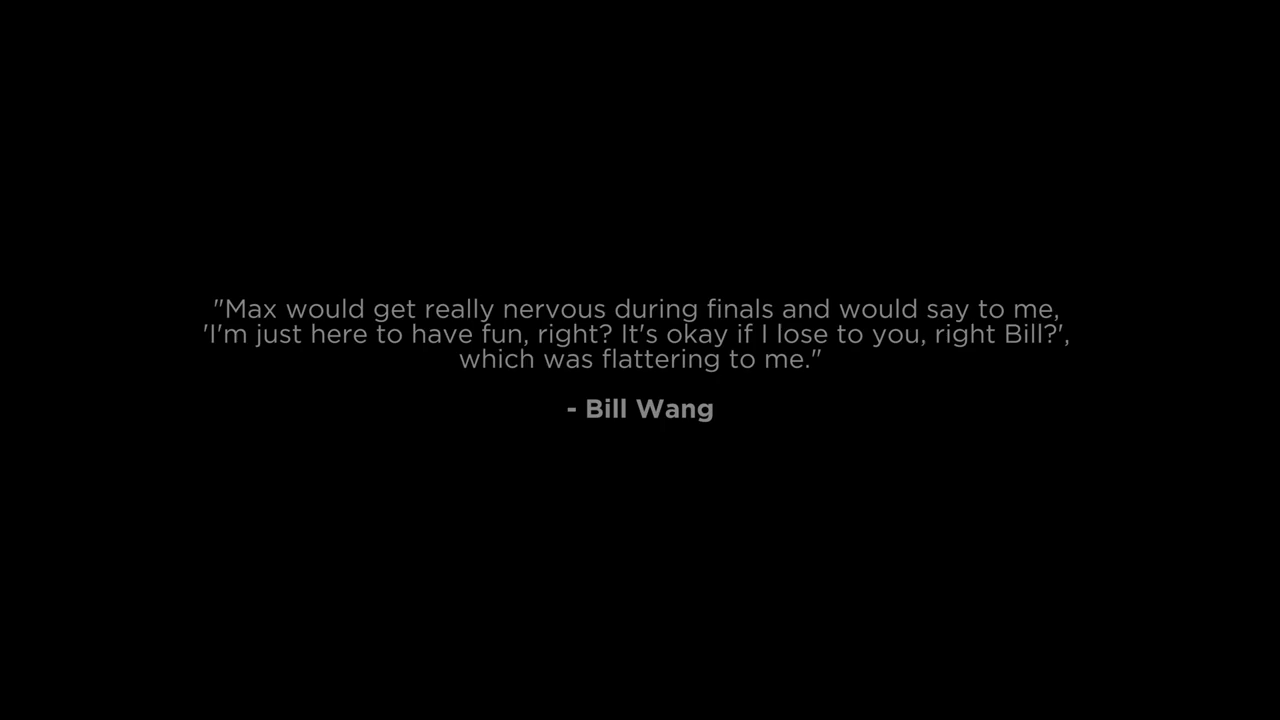 "Max would get really nervous during finals and would say to me,
'I'm just here to have fun, right? It's okay if I lose to you, right Bill?',
which was flattering to me."
- Bill Wang